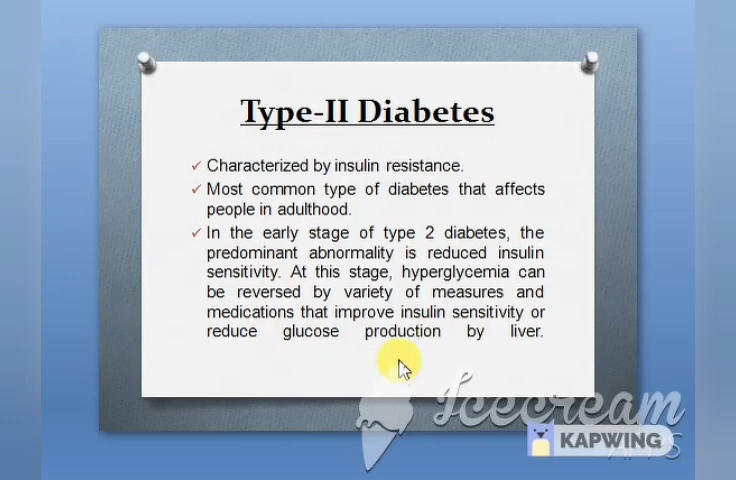 Type-II Diabetes
✓ Characterized by insulin resistance.
✓ Most common type of diabetes that affects
people in adulthood.
✓ In the early stage of type 2 diabetes, the
predominant abnormality is reduced insulin
sensitivity. At this stage, hyperglycemia can
be reversed by variety of measures and
medications that improve insulin sensitivity or
reduce glucose production by liver.
Icecream
APPS
KAPWING